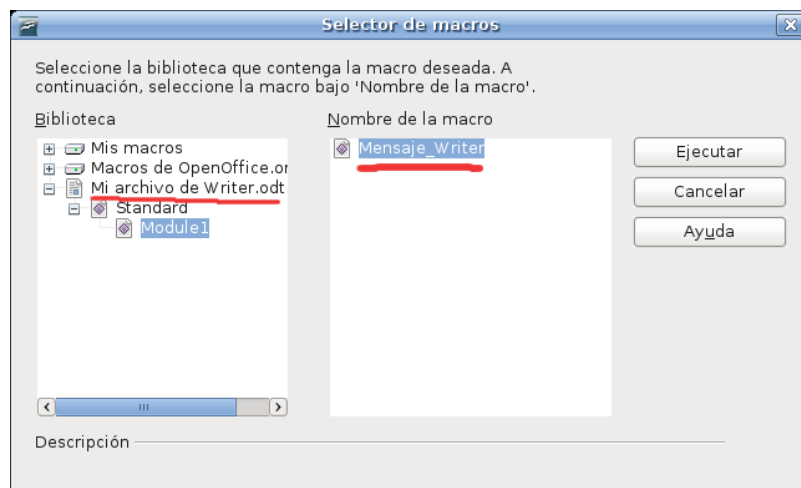 Selector de macros
Seleccione la biblioteca que contenga la macro deseada. A
continuación, seleccione la macro bajo 'Nombre de la macro'.
Biblioteca
Nombre de la macro
Mis macros
Macros de OpenOffice.or
Mi archivo de Writer.odt
Standard
Module1
Mensaje_Writer
Ejecutar
Cancelar
Ayuda
Descripción